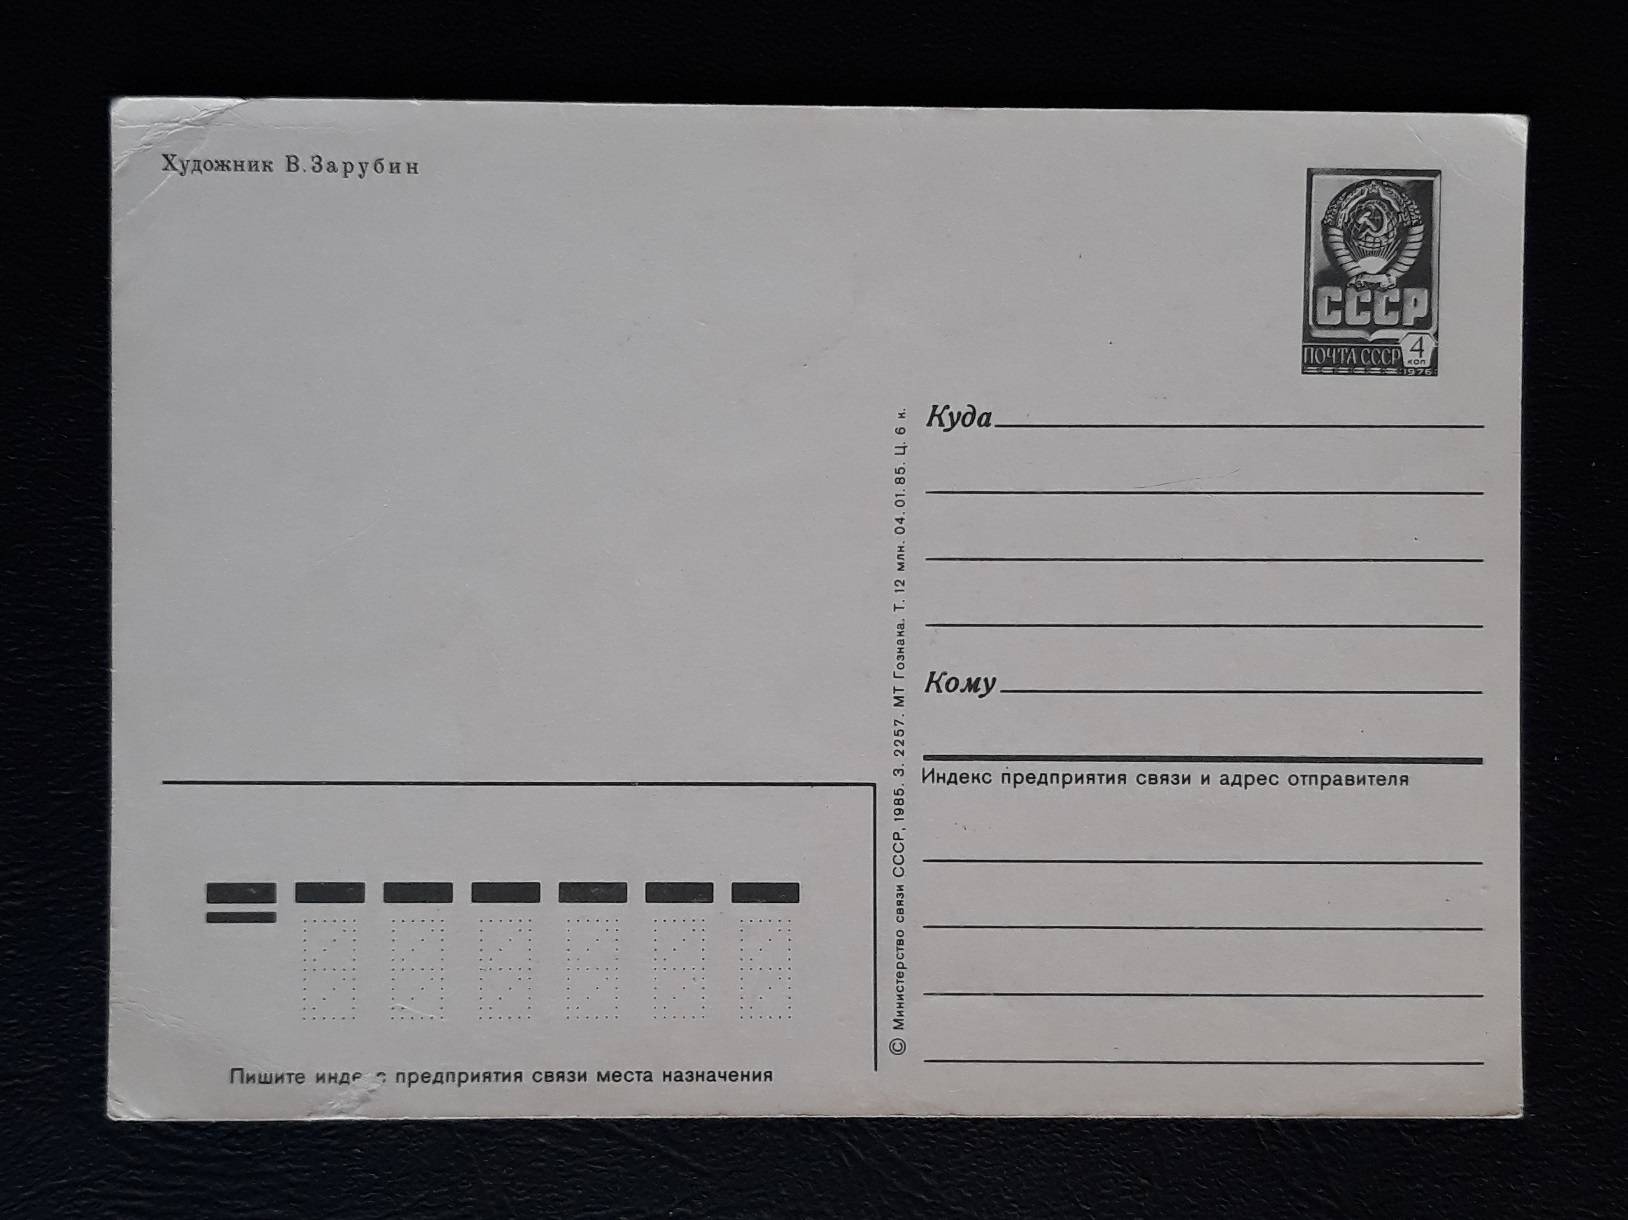 Художник В. Зарубин
СССР
ПОЧТА СССР 4 коп
1976
Куда
Кому
Индекс предприятия связи и адрес отправителя
© Министерство связи СССР, 1985. З. 2257. МТ Гознака. Т. 12 млн. 04. 01. 85. Ц. 6 к.
Пишите индекс предприятия связи места назначения